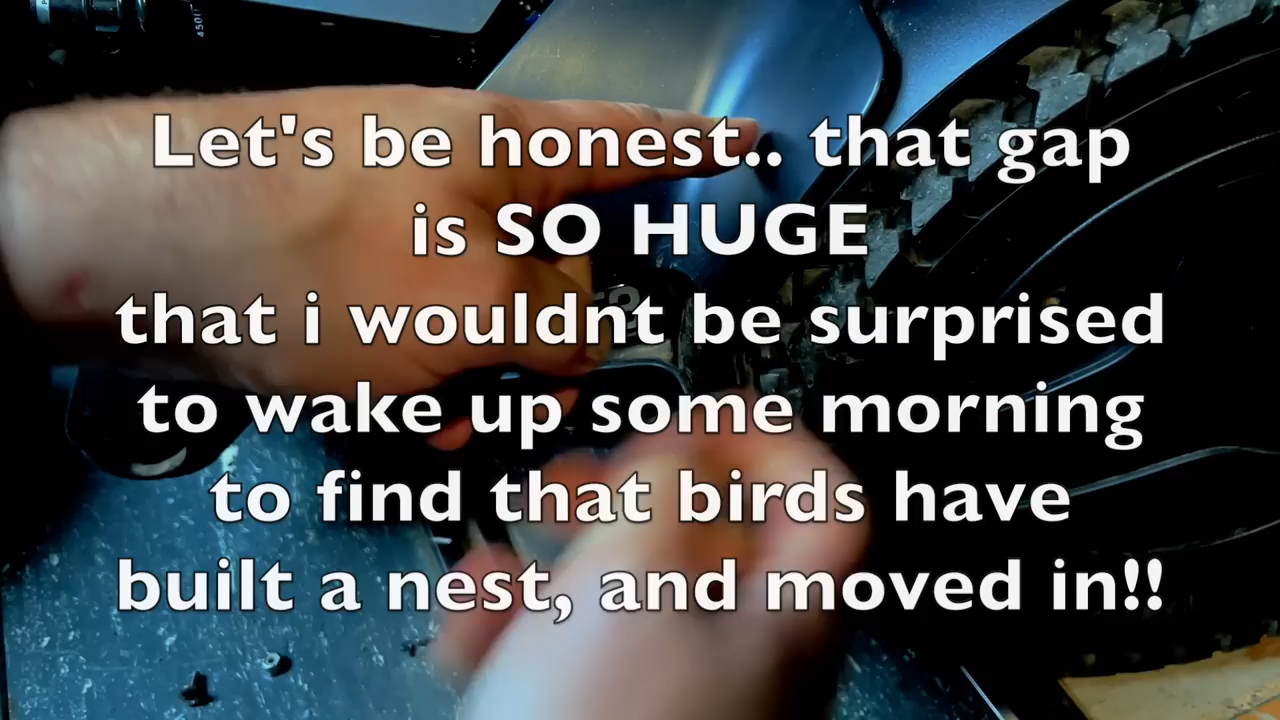 450l
Let's be honest.. that gap
is SO HUGE
that i wouldnt be surprised
to wake up some morning
to find that birds have
built a nest, and moved in!!